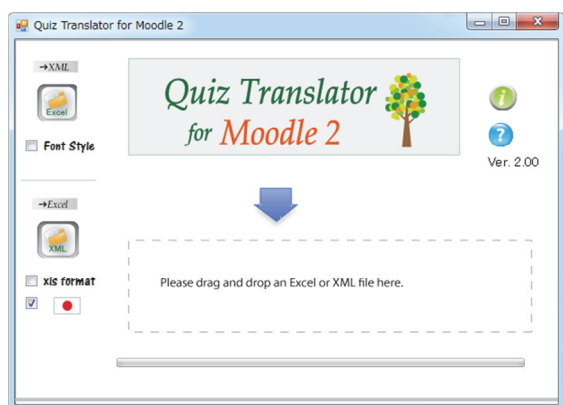 Quiz Translator for Moodle 2
→XML
Excel
Font Style
Quiz Translator
for Moodle 2
Ver. 2.00
→Excel
XML
xls format
Please drag and drop an Excel or XML file here.